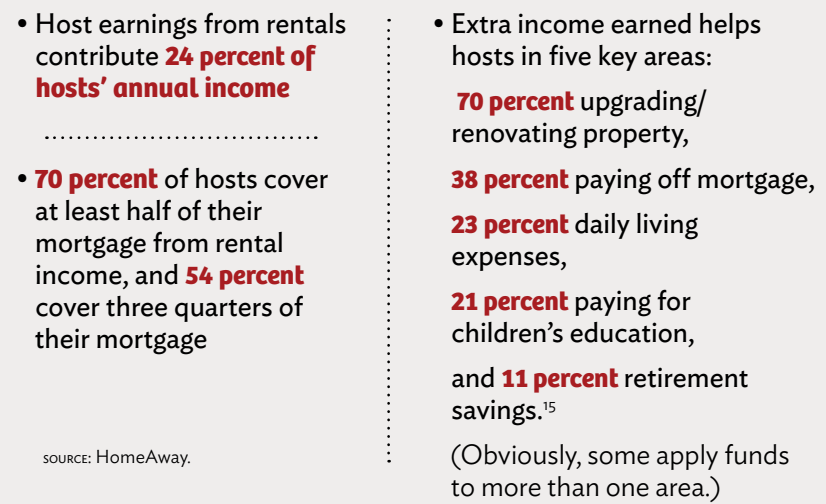 • Host earnings from rentals
contribute 24 percent of
hosts’ annual income
• 70 percent of hosts cover
at least half of their
mortgage from rental
income, and 54 percent
cover three quarters of
their mortgage
SOURCE: HomeAway.
• Extra income earned helps
hosts in five key areas:
70 percent upgrading/
renovating property,
38 percent paying off mortgage,
23 percent daily living
expenses,
21 percent paying for
children’s education,
and 11 percent retirement
savings.15
(Obviously, some apply funds
to more than one area.)